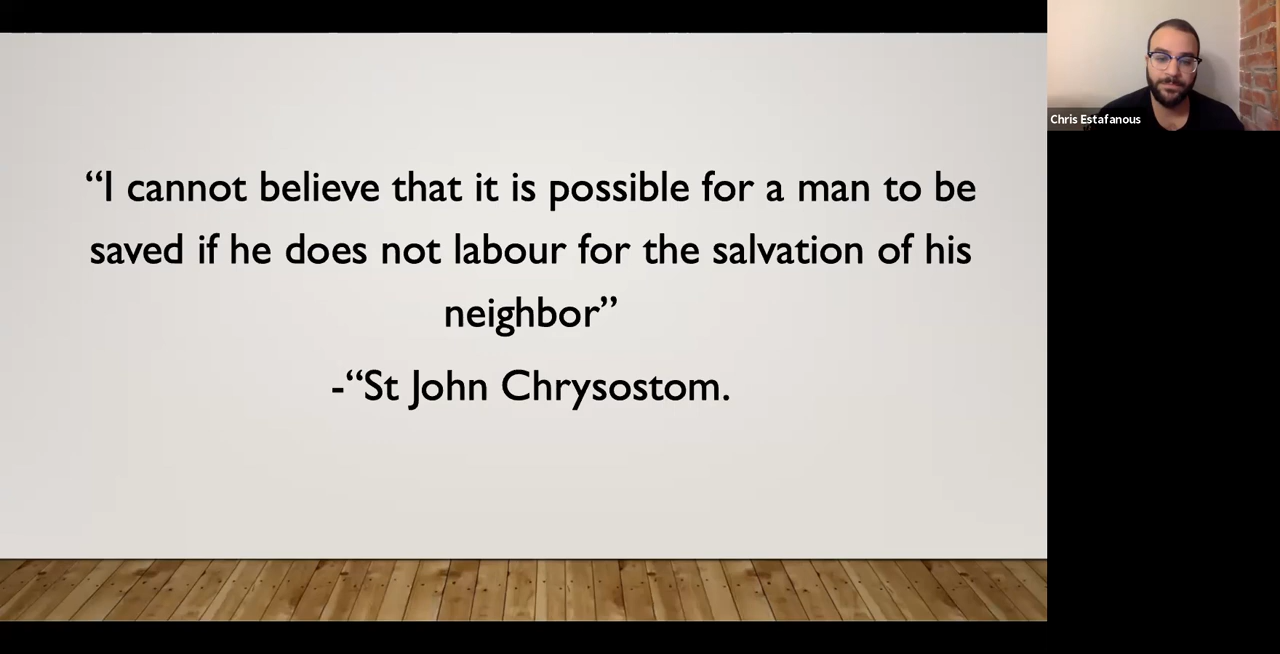 “I cannot believe that it is possible for a man to be
saved if he does not labour for the salvation of his
neighbor”
-“St John Chrysostom.
Chris Estafanous